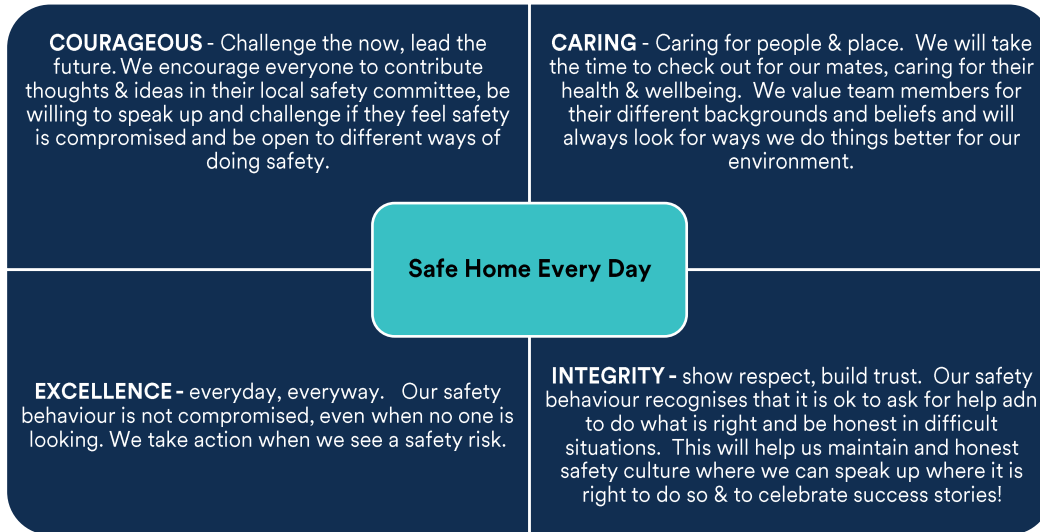 COURAGEOUS - Challenge the now, lead the
future. We encourage everyone to contribute
thoughts & ideas in their local safety committee, be
willing to speak up and challenge if they feel safety
is compromised and be open to different ways of
doing safety.
CARING - Caring for people & place. We will take
the time to check out for our mates, caring for their
health & wellbeing. We value team members for
their different backgrounds and beliefs and will
always look for ways we do things better for our
environment.
Safe Home Every Day
EXCELLENCE - everyday, everyway. Our safety
behaviour is not compromised, even when no one is
looking. We take action when we see a safety risk.
INTEGRITY - show respect, build trust. Our safety
behaviour recognises that it is ok to ask for help adn
to do what is right and be honest in difficult
situations. This will help us maintain and honest
safety culture where we can speak up where it is
right to do so & to celebrate success stories!